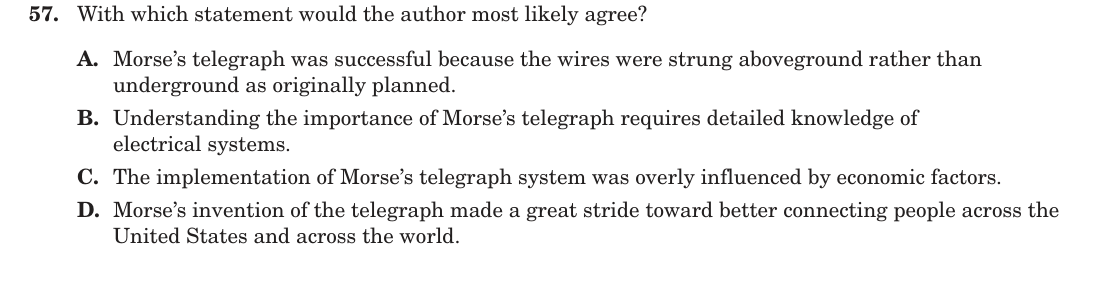 57. With which statement would the author most likely agree?
A. Morse’s telegraph was successful because the wires were strung aboveground rather than
underground as originally planned.
B. Understanding the importance of Morse’s telegraph requires detailed knowledge of
electrical systems.
C. The implementation of Morse’s telegraph system was overly influenced by economic factors.
D. Morse’s invention of the telegraph made a great stride toward better connecting people across the
United States and across the world.